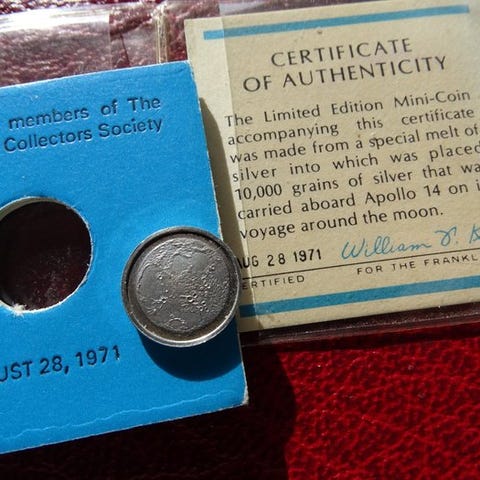 members of The
Collectors Society
UST 28, 1971
CERTIFICATE
OF AUTHENTICITY
The Limited Edition Mini-Coin
accompanying this certificate
was made from a special melt of
silver into which was placed
10,000 grains of silver that wa
carried aboard Apollo 14 on i
voyage around the moon.
UG 28 1971
ERTIFIED
FOR THE FRANKL